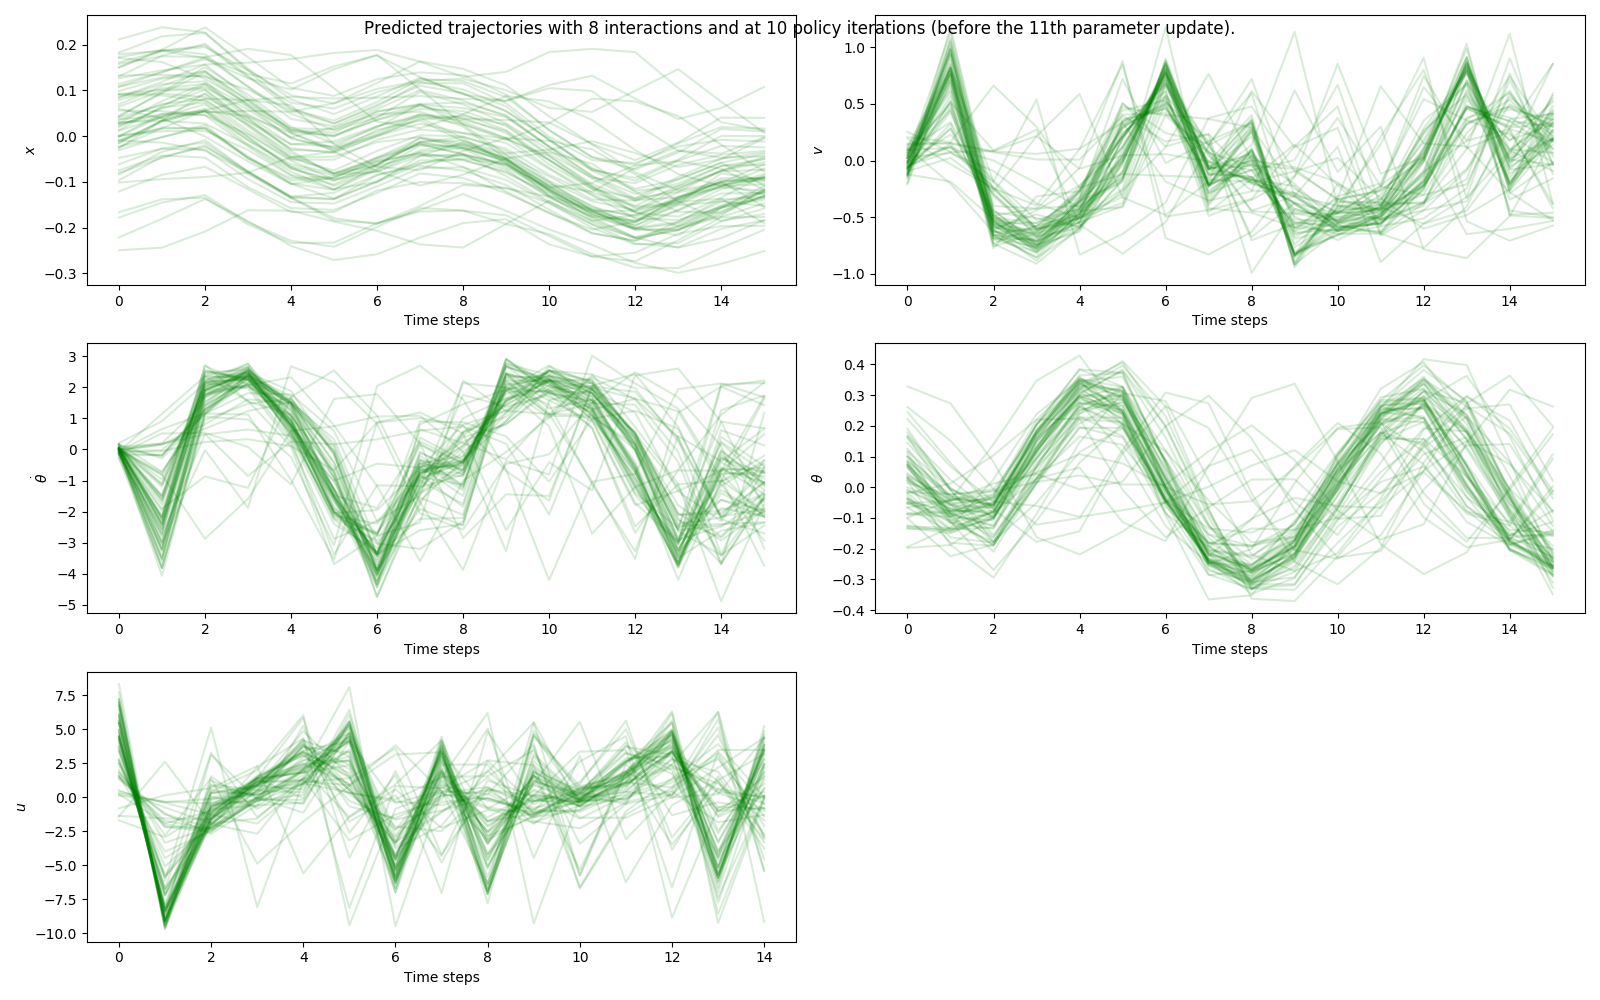 Predicted trajectories with 8 interactions and at 10 policy iterations (before the 11th parameter update).
0.2
0.1
0.0
−0.1
−0.2
−0.3
x
0 2 4 6 8 10 12 14
Time steps
1.0
0.5
0.0
−0.5
−1.0
v
0 2 4 6 8 10 12 14
Time steps
3
2
1
0
−1
−2
−3
−4
−5
θ̇
0 2 4 6 8 10 12 14
Time steps
0.4
0.3
0.2
0.1
0.0
−0.1
−0.2
−0.3
−0.4
θ
0 2 4 6 8 10 12 14
Time steps
7.5
5.0
2.5
0.0
−2.5
−5.0
−7.5
−10.0
u
0 2 4 6 8 10 12 14
Time steps